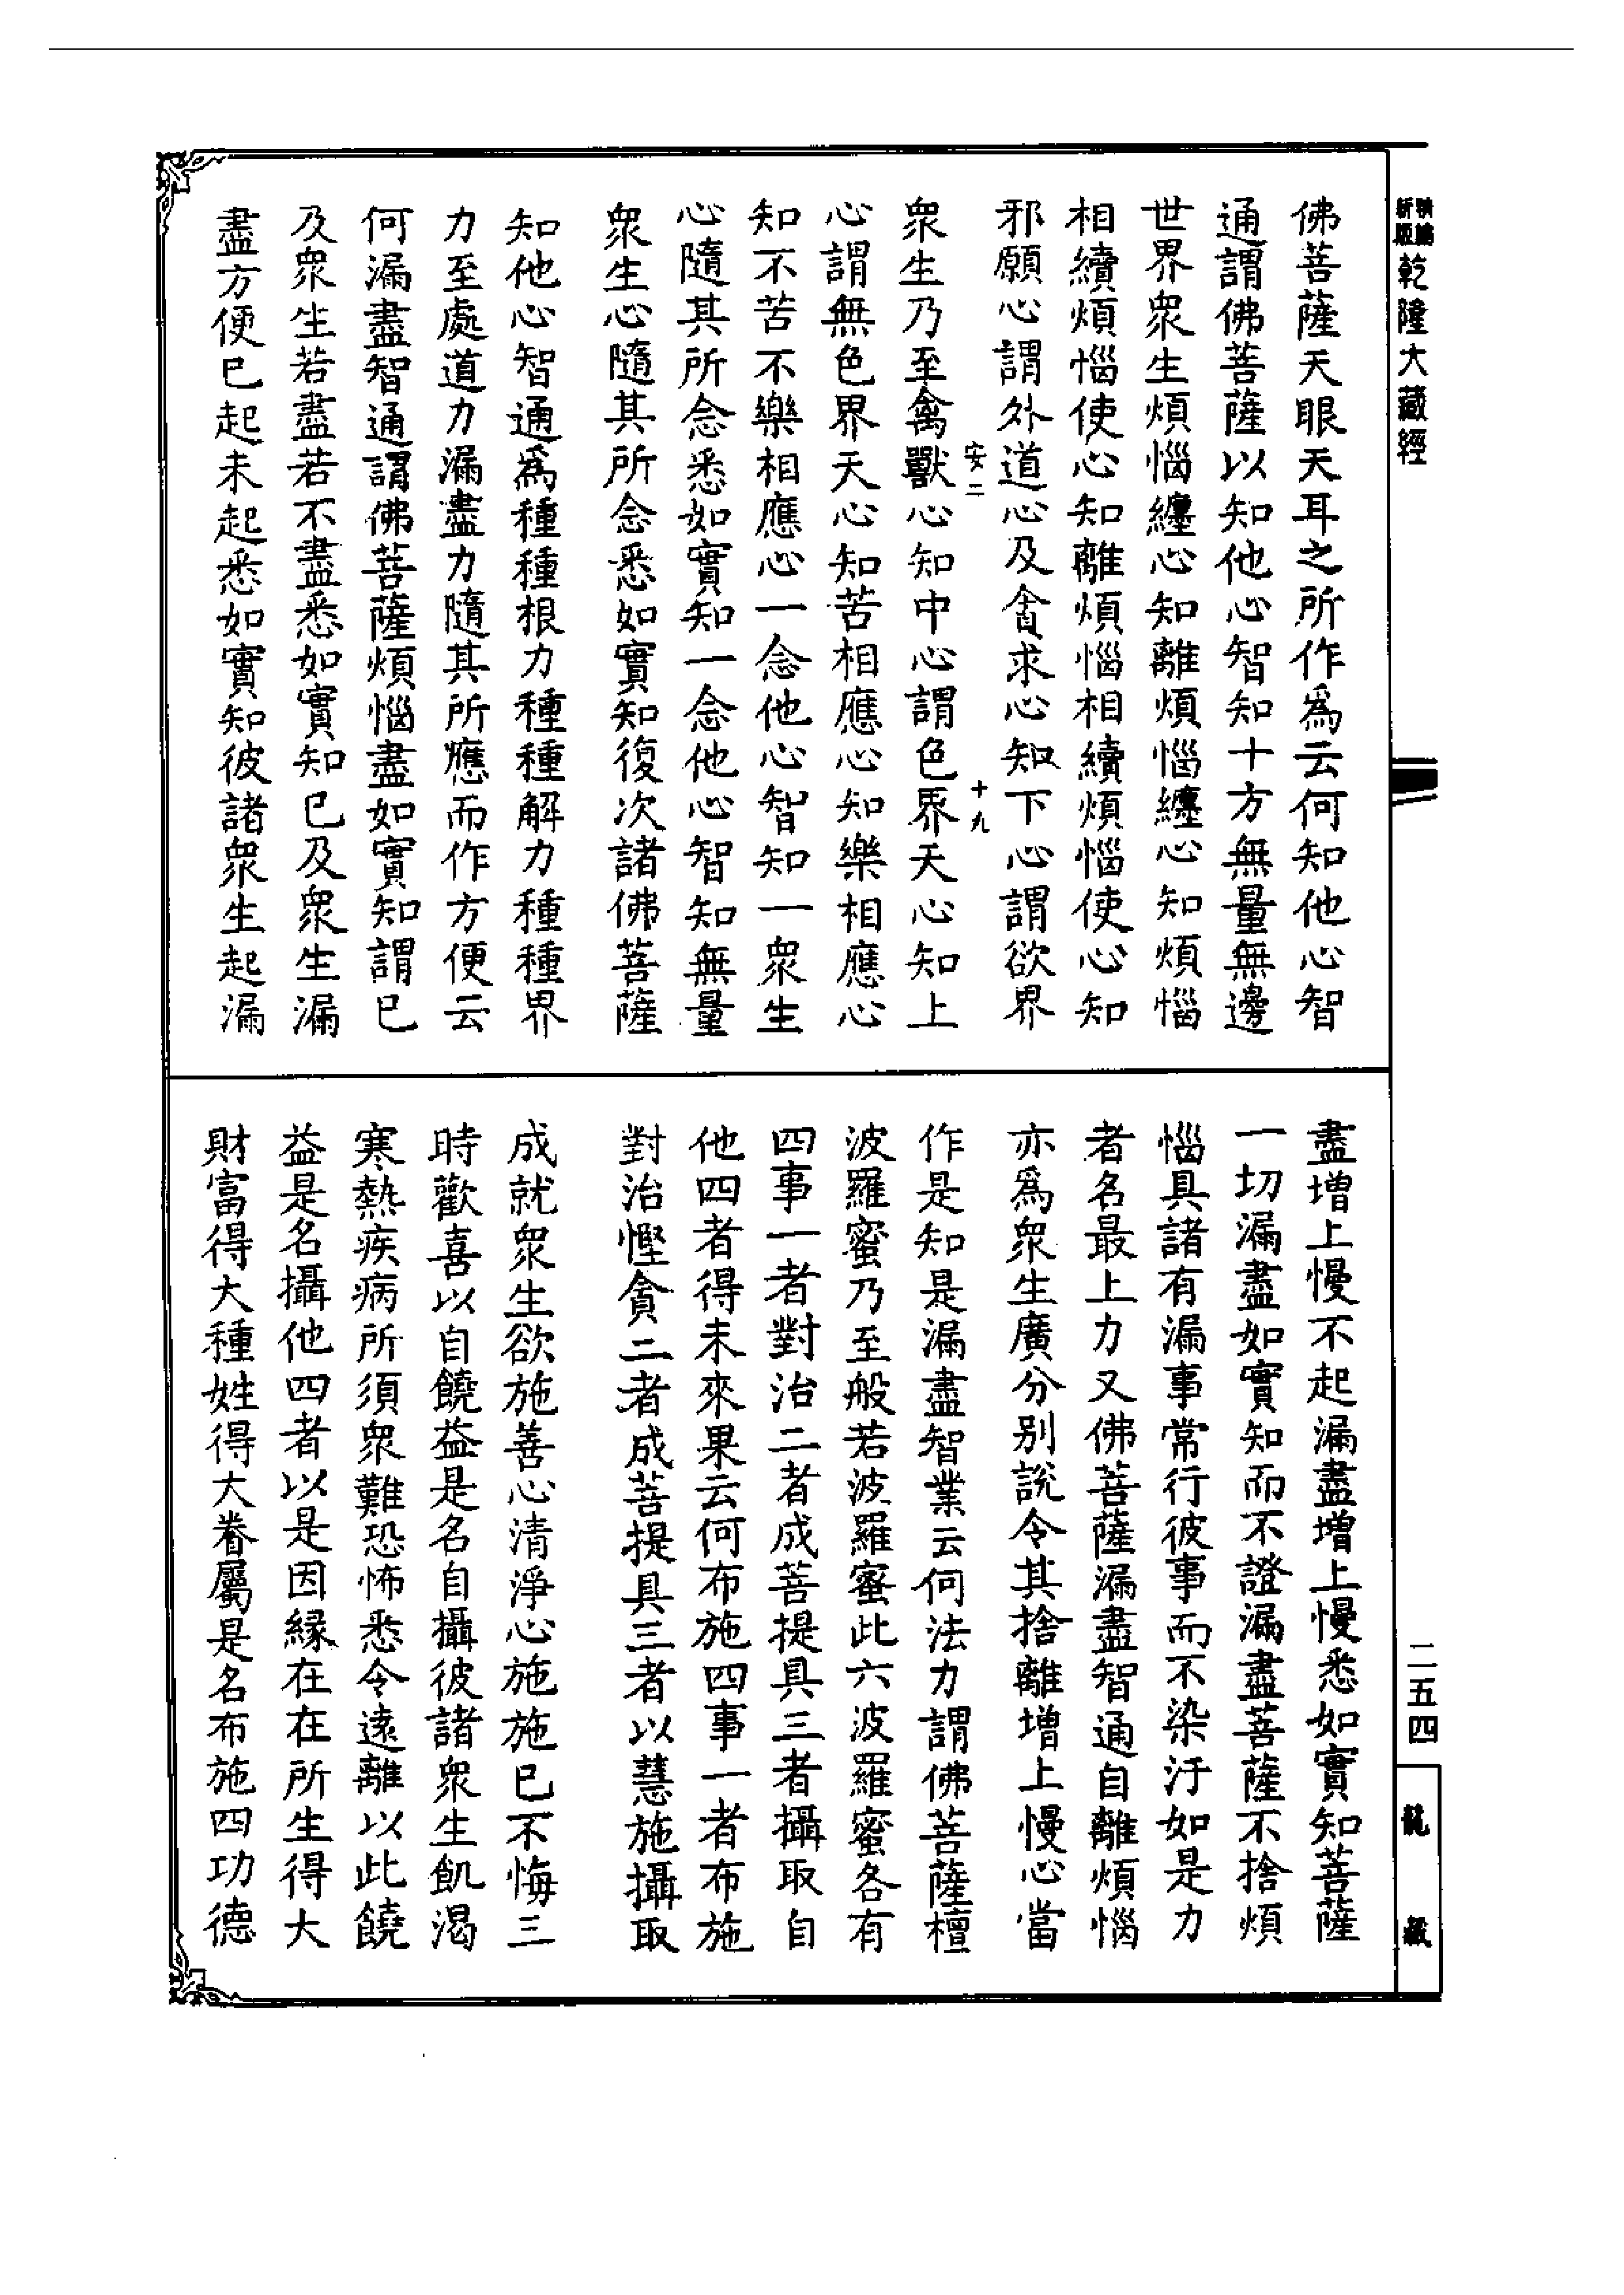 新編
縮版
乾隆大藏經
佛菩薩天眼天耳之所作為云何知他心智
通謂佛菩薩以知他心智知十方無量無邊
世界衆生煩惱纏心知離煩惱纏心知煩惱
相續煩惱使心知離煩惱相續煩惱使心知
邪願心謂外道心及貪求心知下心謂欲界
衆生乃至禽獸心知中心謂色界天心知上
心謂無色界天心知苦相應心知樂相應心
知不苦不樂相應心一念他心智知一衆生
心隨其所念悉如實知一念他心智知無量
衆生心隨其所念悉如實知復次諸佛菩薩
知他心智通為種種根力種種解力種種界
力至處道力漏盡力隨其所應而作方便云
何漏盡智通謂佛菩薩煩惱盡如實知謂已
及衆生若盡若不盡悉如實知已及衆生漏
盡方便已起未起悉如實知彼諸衆生起漏
安二
十九
盡增上慢不起漏盡增上慢悉如實知菩薩
一切漏盡如實知而不證漏盡菩薩不捨煩
惱具諸有漏事常行彼事而不染汙如是力
者名最上力又佛菩薩漏盡智通自離煩惱
亦為衆生廣分別說令其捨離增上慢心當
作是知是漏盡智業云何法力謂佛菩薩檀
波羅蜜乃至般若波羅蜜此六波羅蜜各有
四事一者對治二者成菩提具三者攝取自
他四者得未來果云何布施四事一者布施
對治慳貪二者成菩提具三者以慧施攝取
成就衆生欲施善心清淨心施施已不悔三
時歡喜以自饒益是名自攝彼諸衆生飢渴
寒熱疾病所須衆難恐怖悉令遠離以此饒
益是名攝他四者以是因緣在在所生得大
財富得大種姓得大眷屬是名布施四功德
二五四
龍藏